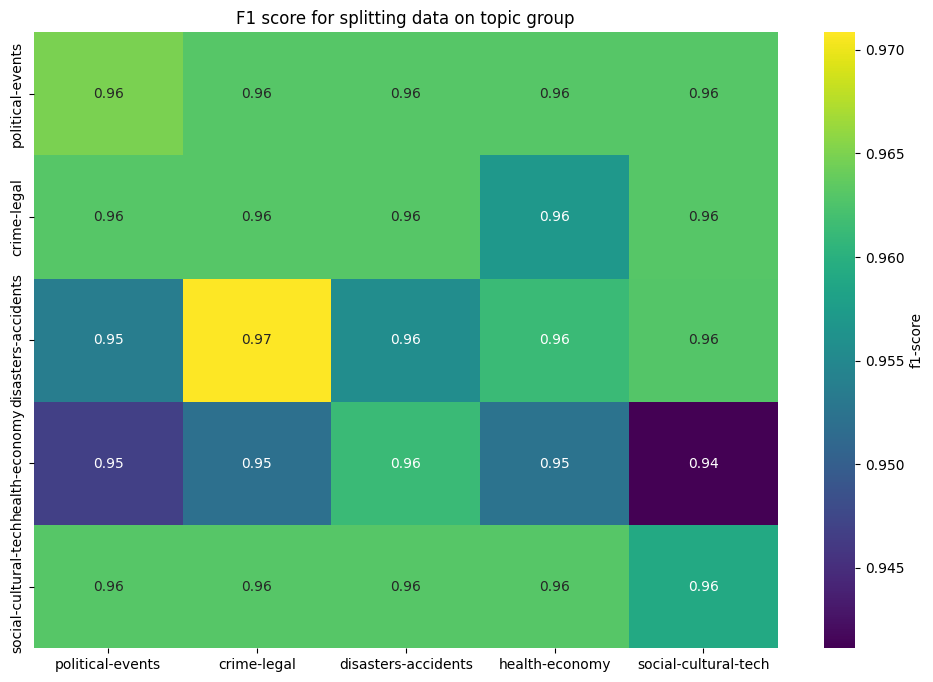 F1 score for splitting data on topic group
political-events
0.96 0.96 0.96 0.96 0.96
crime-legal
0.96 0.96 0.96 0.96 0.96
disasters-accidents
0.95 0.97 0.96 0.96 0.96
health-economy
0.95 0.95 0.96 0.95 0.94
social-cultural-tech
0.96 0.96 0.96 0.96 0.96
political-events crime-legal disasters-accidents health-economy social-cultural-tech
0.970
0.965
0.960
0.955
0.950
0.945
f1-score